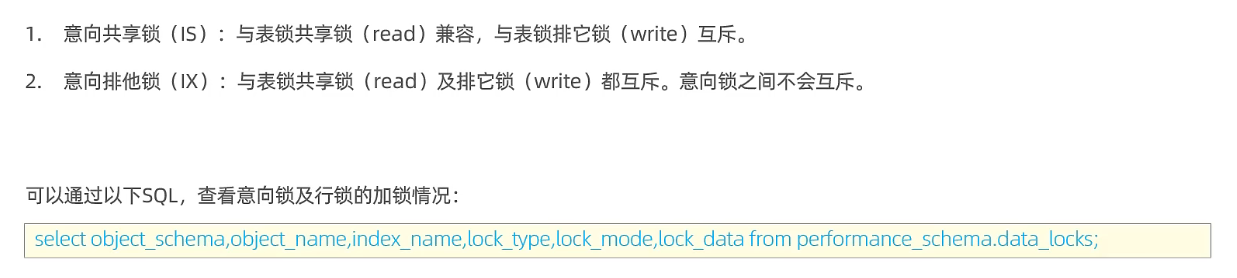 1. 意向共享锁（IS）：与表锁共享锁（read）兼容，与表锁排它锁（write）互斥。
2. 意向排他锁（IX）：与表锁共享锁（read）及排它锁（write）都互斥。意向锁之间不会互斥。
可以通过以下SQL，查看意向锁及行锁的加锁情况：
select object_schema,object_name,index_name,lock_type,lock_mode,lock_data from performance_schema.data_locks;